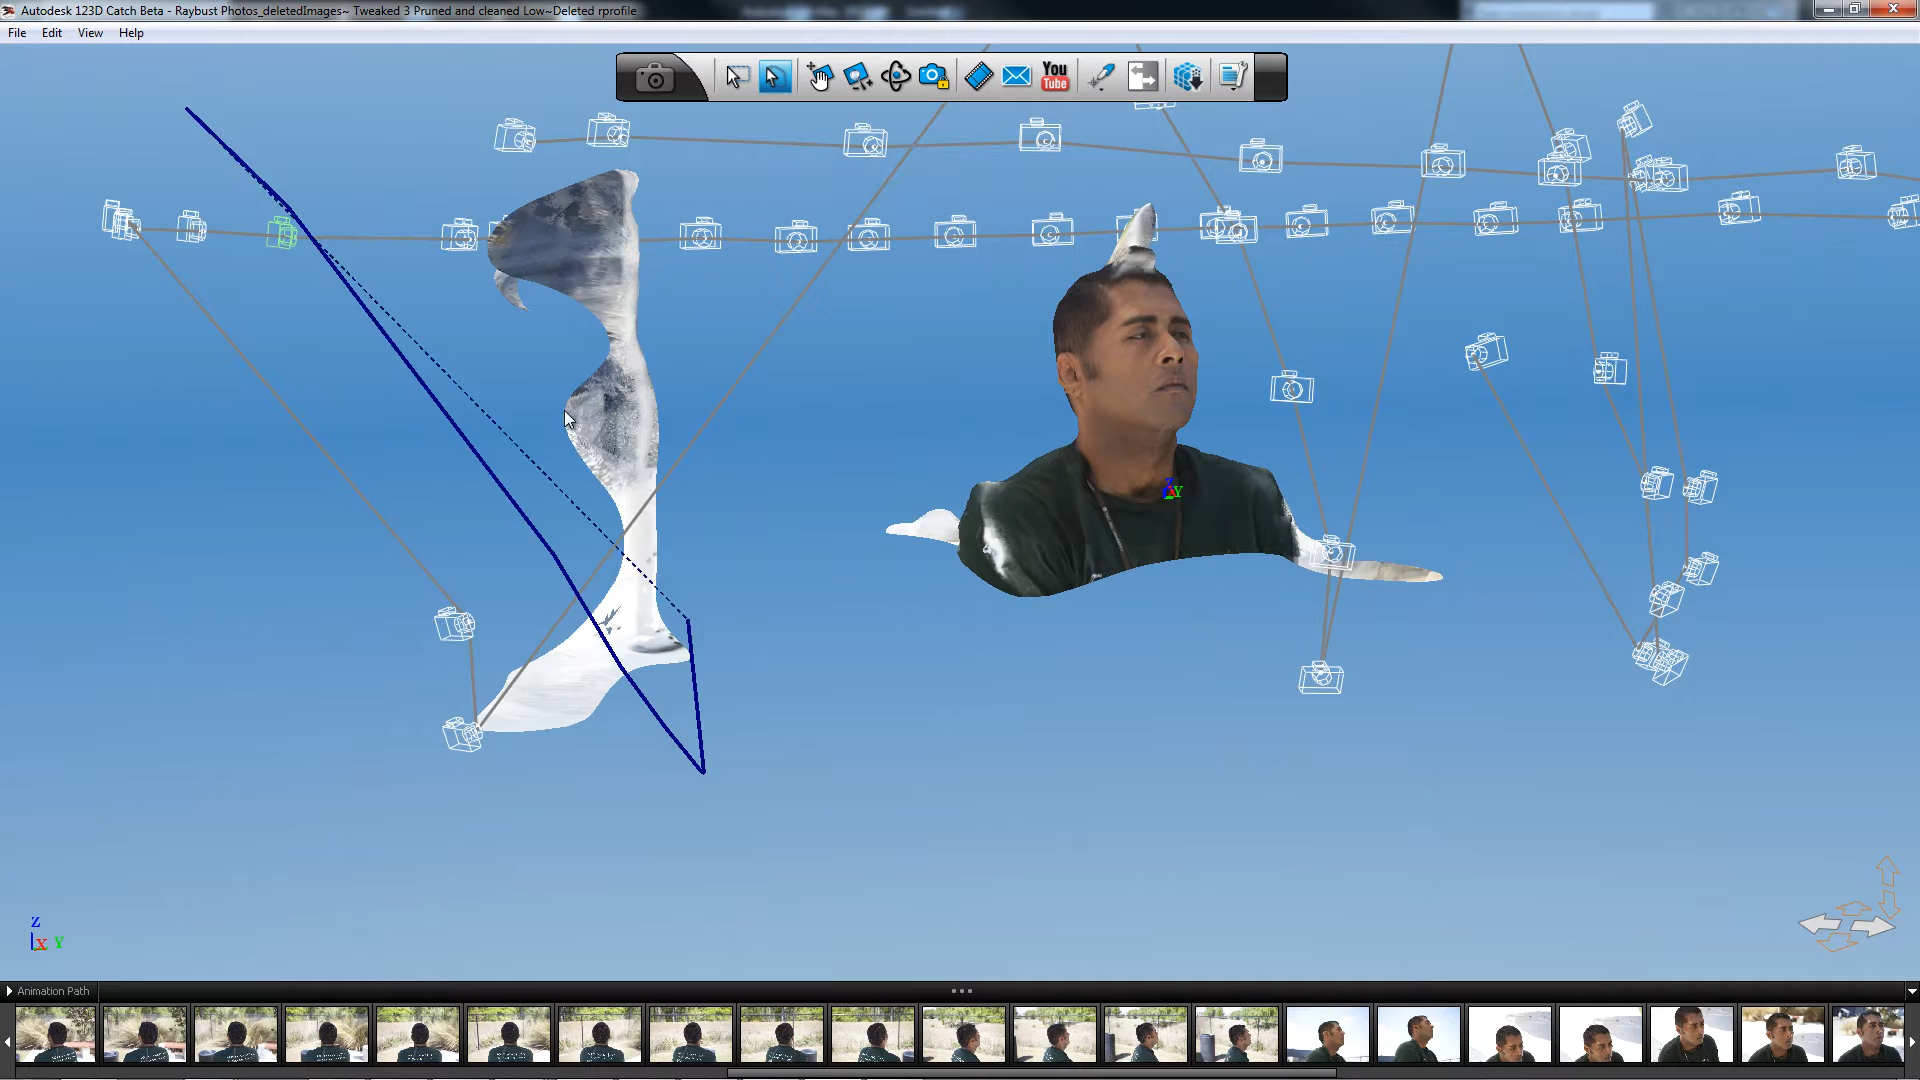 Autodesk 123D Catch Beta - Raybust Photos_deletedImages~ Tweaked 3 Pruned and cleaned Low~Deleted rprofile
File Edit View Help
You
Tube
Z
X Y
Z
X Y
Animation Path